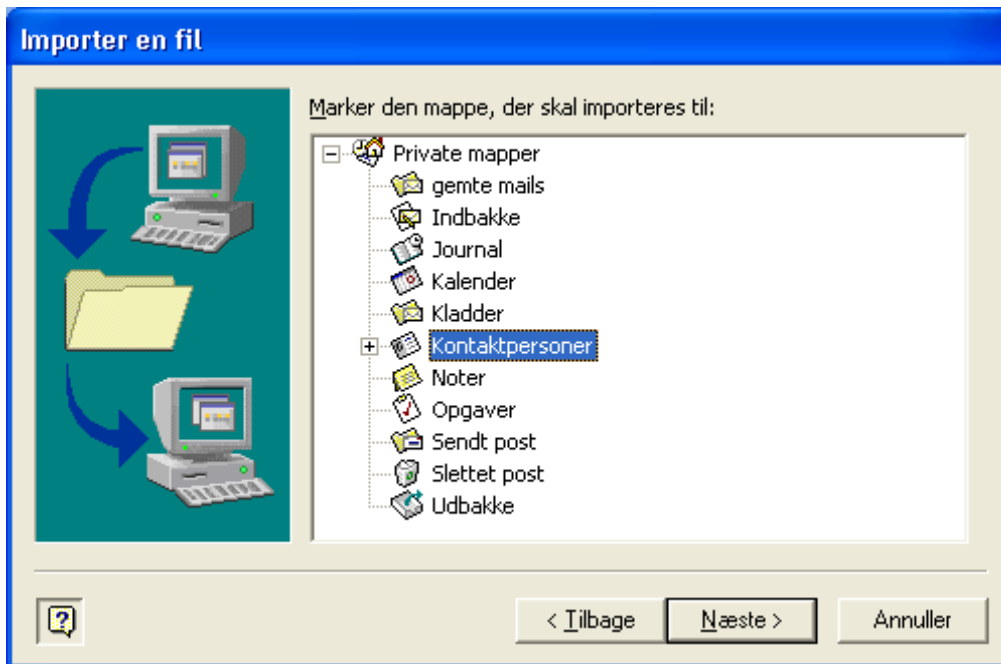 Importer en fil
Marker den mappe, der skal importeres til:
Private mapper
gemte mails
Indbakke
Journal
Kalender
Kladder
Kontaktpersoner
Noter
Opgaver
Sendt post
Slettet post
Udbakke
< Tilbage
Næste >
Annuller